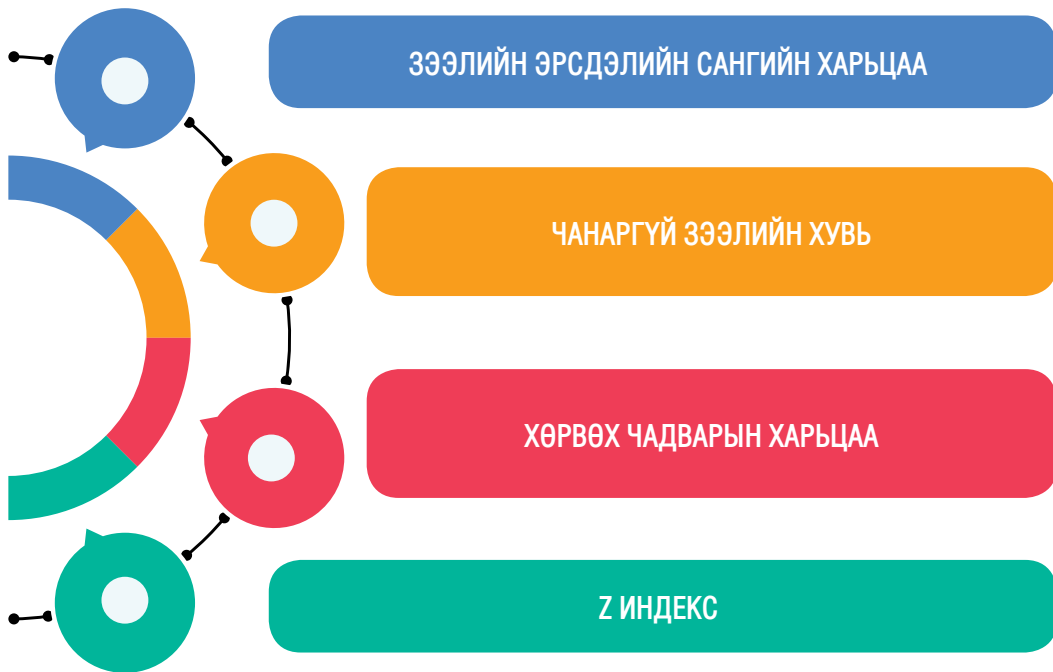 ЗЭЭЛИЙН ЭРСДЭЛИЙН САНГИЙН ХАРЬЦАА
ЧАНАРГҮЙ ЗЭЭЛИЙН ХУВЬ
ХӨРВӨХ ЧАДВАРЫН ХАРЬЦАА
Z ИНДЕКС